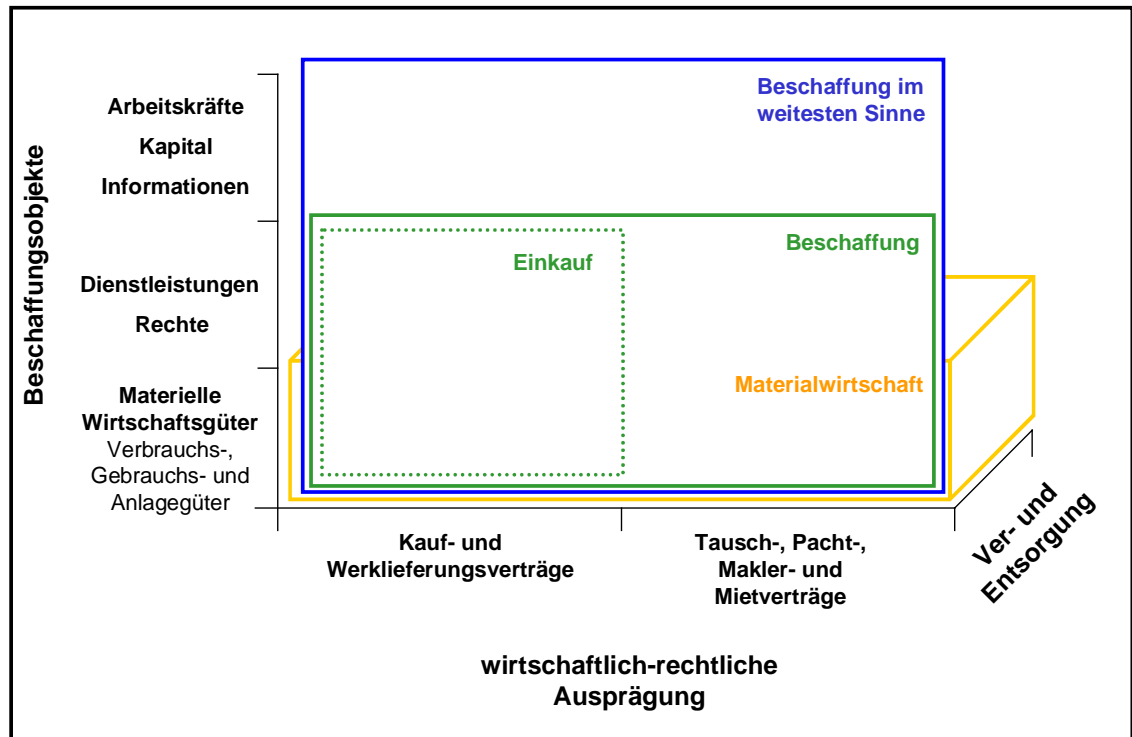 Beschaffungsobjekte
Arbeitskräfte
Kapital
Informationen
Dienstleistungen
Rechte
Materielle
Wirtschaftsgüter
Verbrauchs-,
Gebrauchs- und
Anlagegüter
Beschaffung im
weitesten Sinne
Beschaffung
Einkauf
Materialwirtschaft
Kauf- und
Werklieferungsverträge
Tausch-, Pacht-,
Makler- und
Mietverträge
Ver- und
Entsorgung
wirtschaftlich-rechtliche
Ausprägung